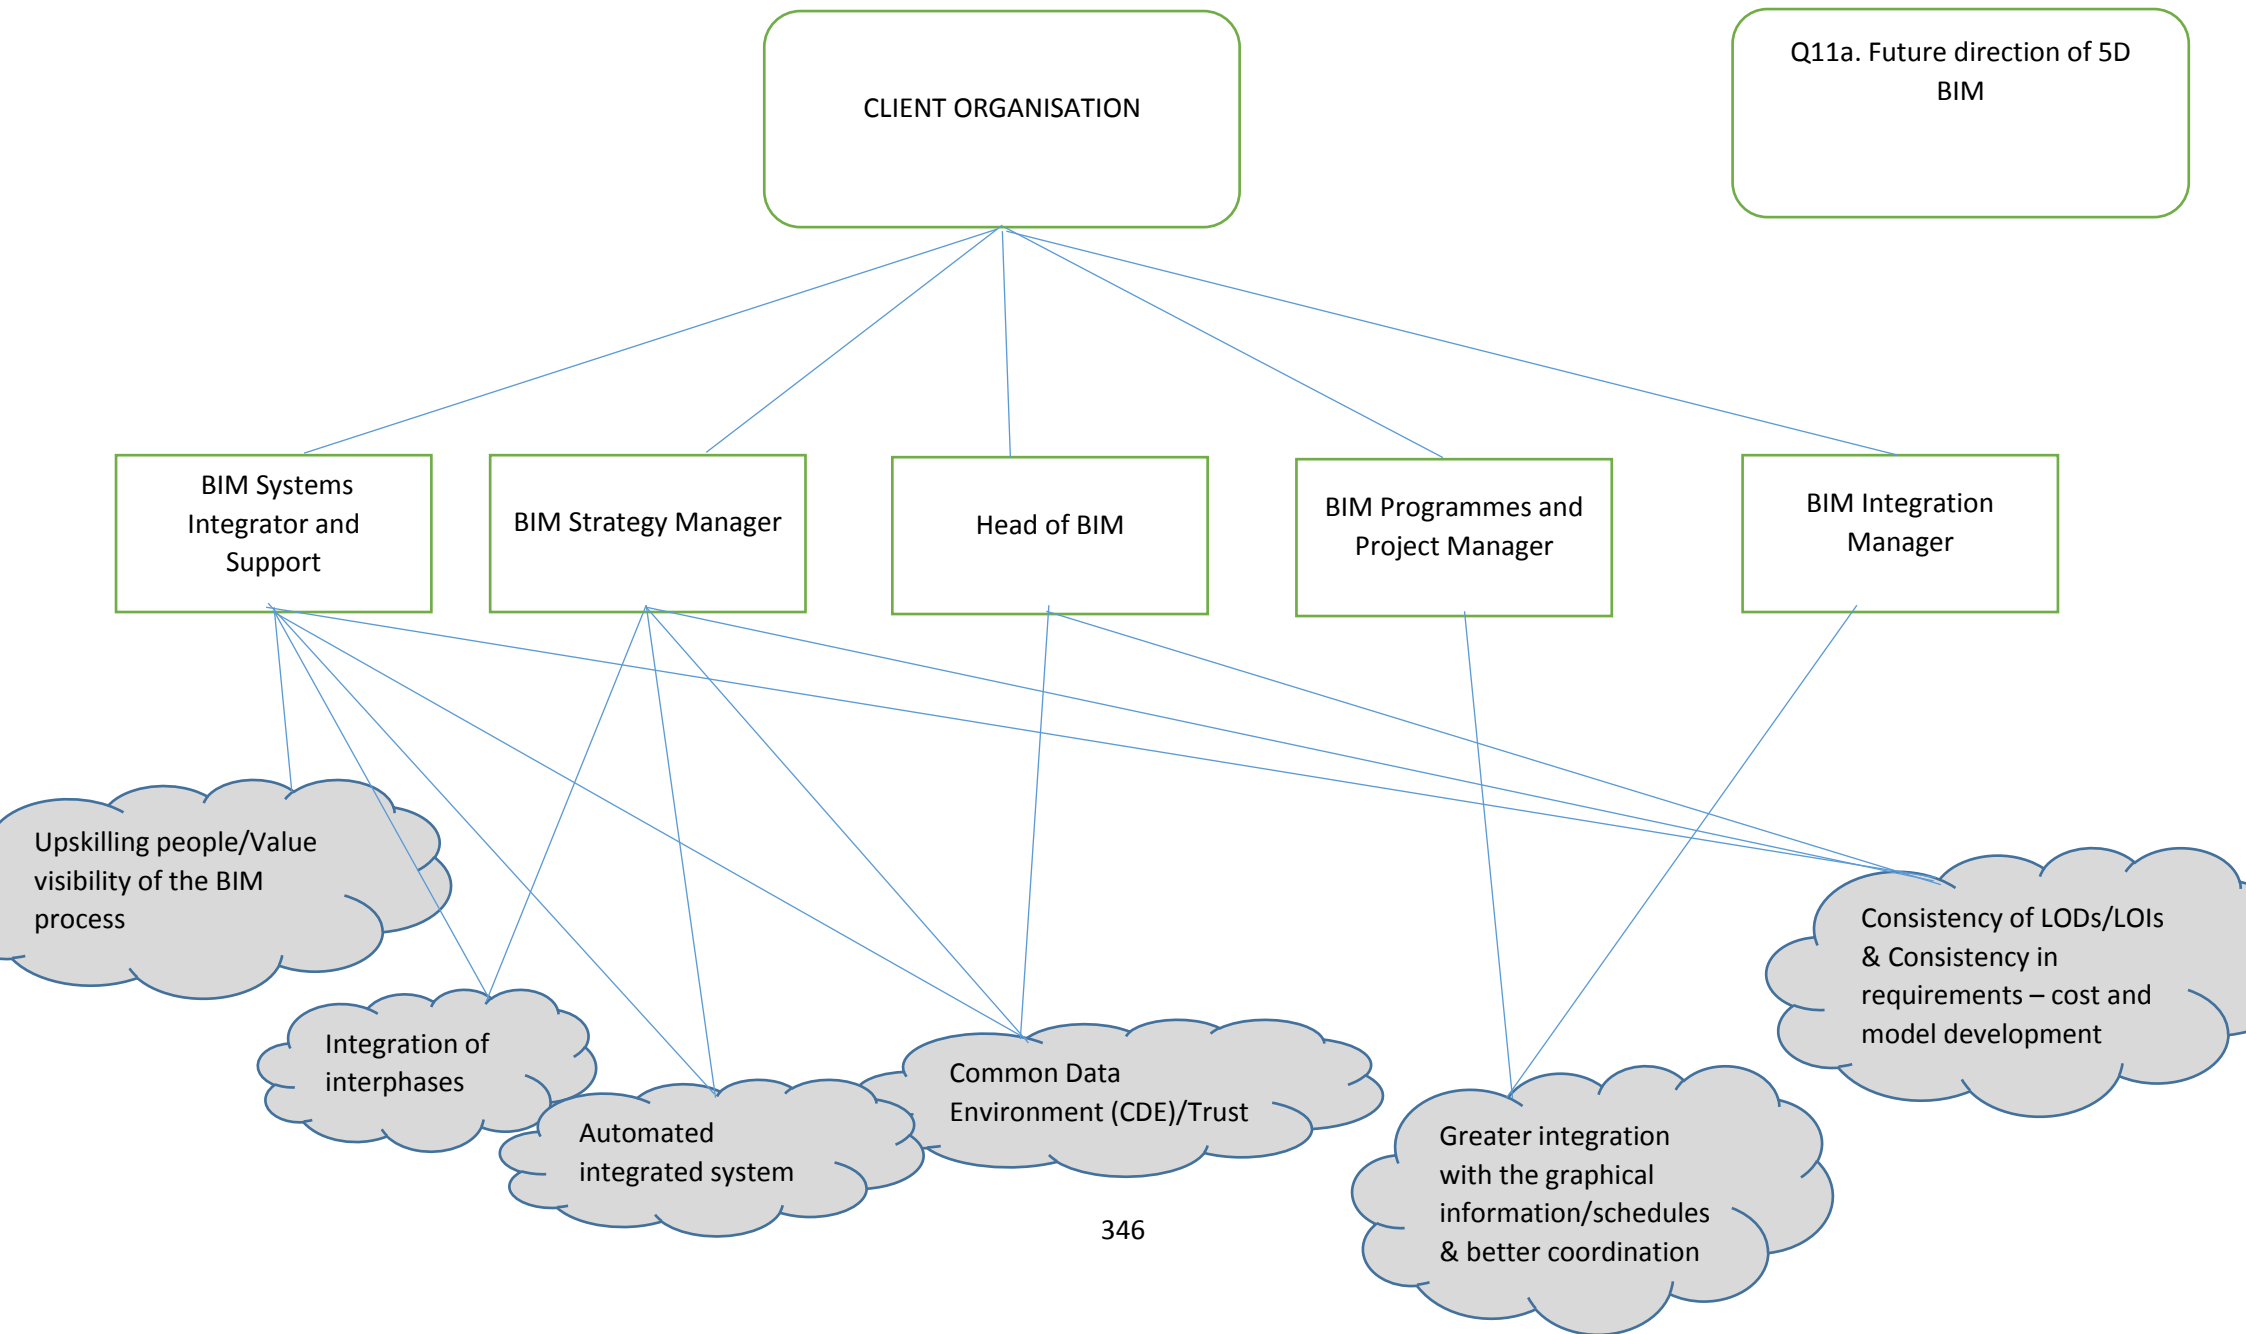 CLIENT ORGANISATION
Q11a. Future direction of 5D
BIM
BIM Systems
Integrator and
Support
BIM Strategy Manager
Head of BIM
BIM Programmes and
Project Manager
BIM Integration
Manager
Upskilling people/Value
visibility of the BIM
process
Integration of
interphases
Automated
integrated system
Common Data
Environment (CDE)/Trust
Greater integration
with the graphical
information/schedules
& better coordination
Consistency of LODs/LOIs
& Consistency in
requirements – cost and
model development
346